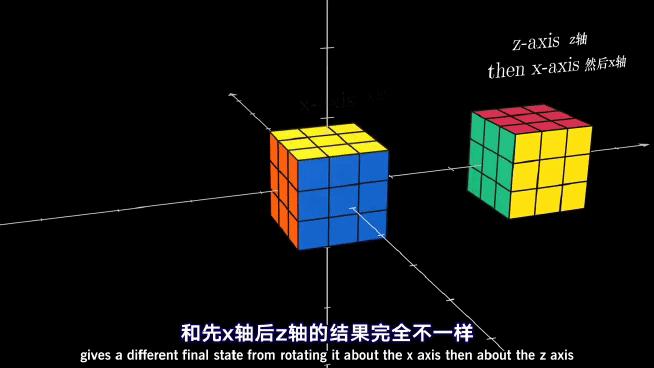 z-axis z轴
then x-axis 然后x轴
和先x轴后z轴的结果完全不一样
gives a different final state from rotating it about the x axis then about the z axis